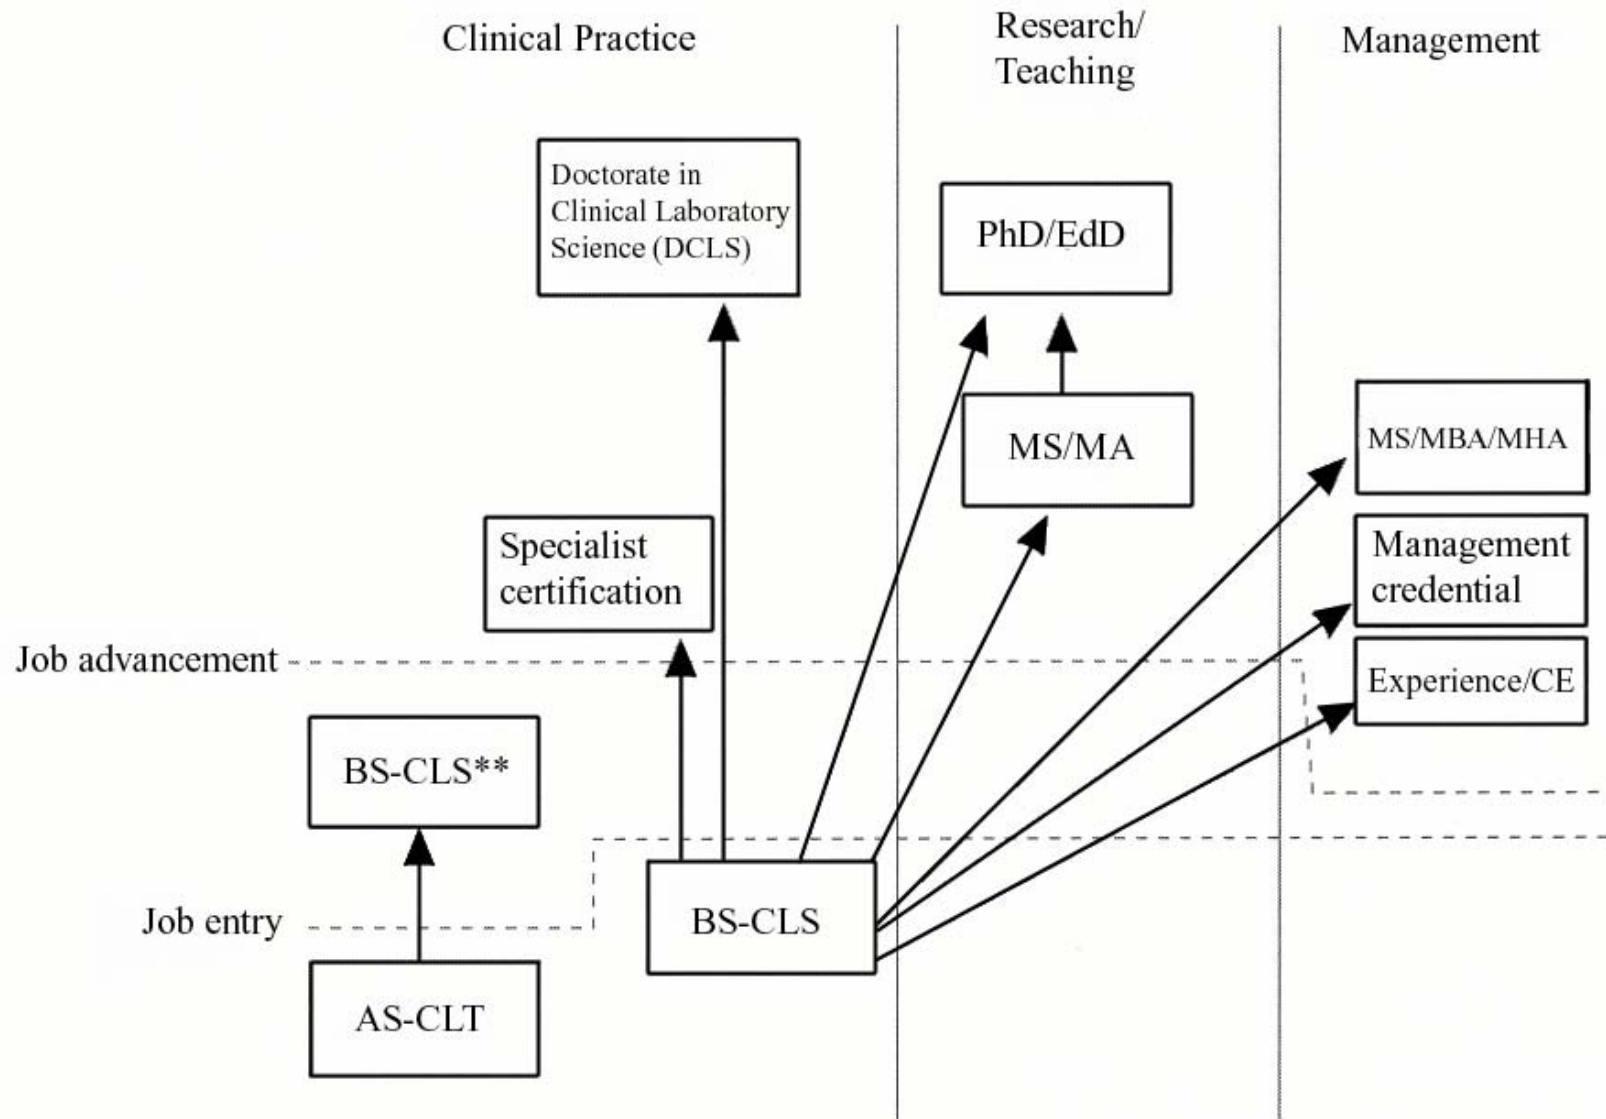 Clinical Practice
Research/
Teaching
Management
Doctorate in
Clinical Laboratory
Science (DCLS)
PhD/EdD
MS/MA
MS/MBA/MHA
Specialist
certification
Management
credential
Job advancement
Experience/CE
BS-CLS**
Job entry
BS-CLS
AS-CLT